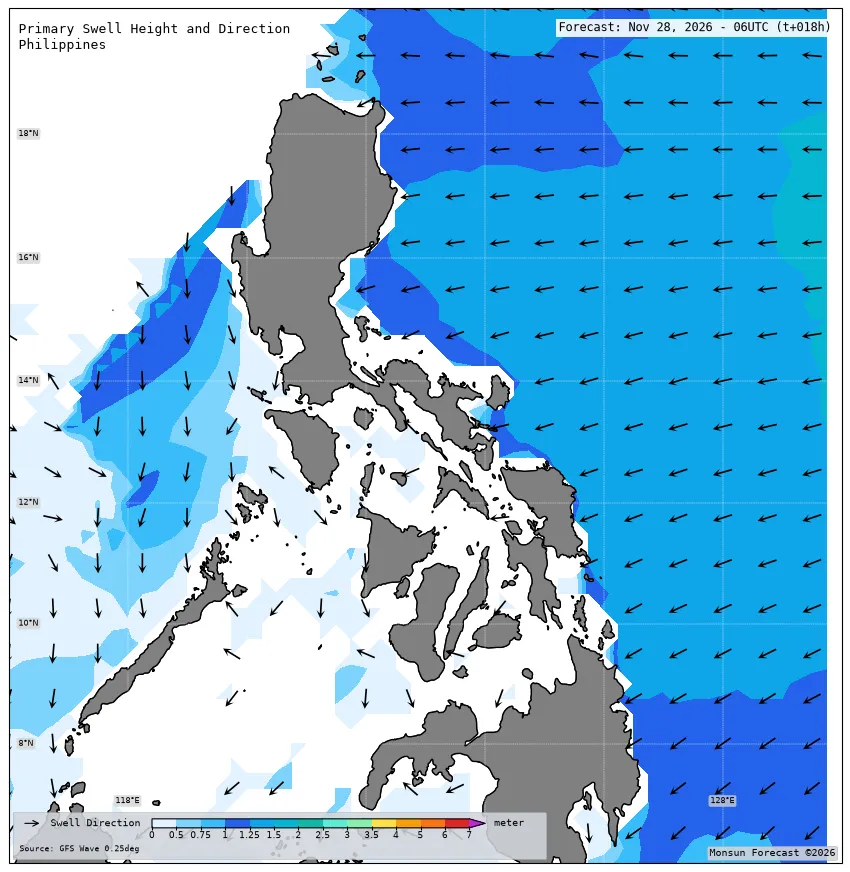 Primary Swell Height and Direction
Philippines
Forecast: Nov 28, 2026 - 06UTC (t+018h)
18°N
16°N
14°N
12°N
10°N
8°N
118°E
128°E
Swell Direction
0 0.5 0.75 1 1.25 1.5 2 2.5 3 3.5 4 5 6 7
meter
Source: GFS Wave 0.25deg
Monsun Forecast ©2026